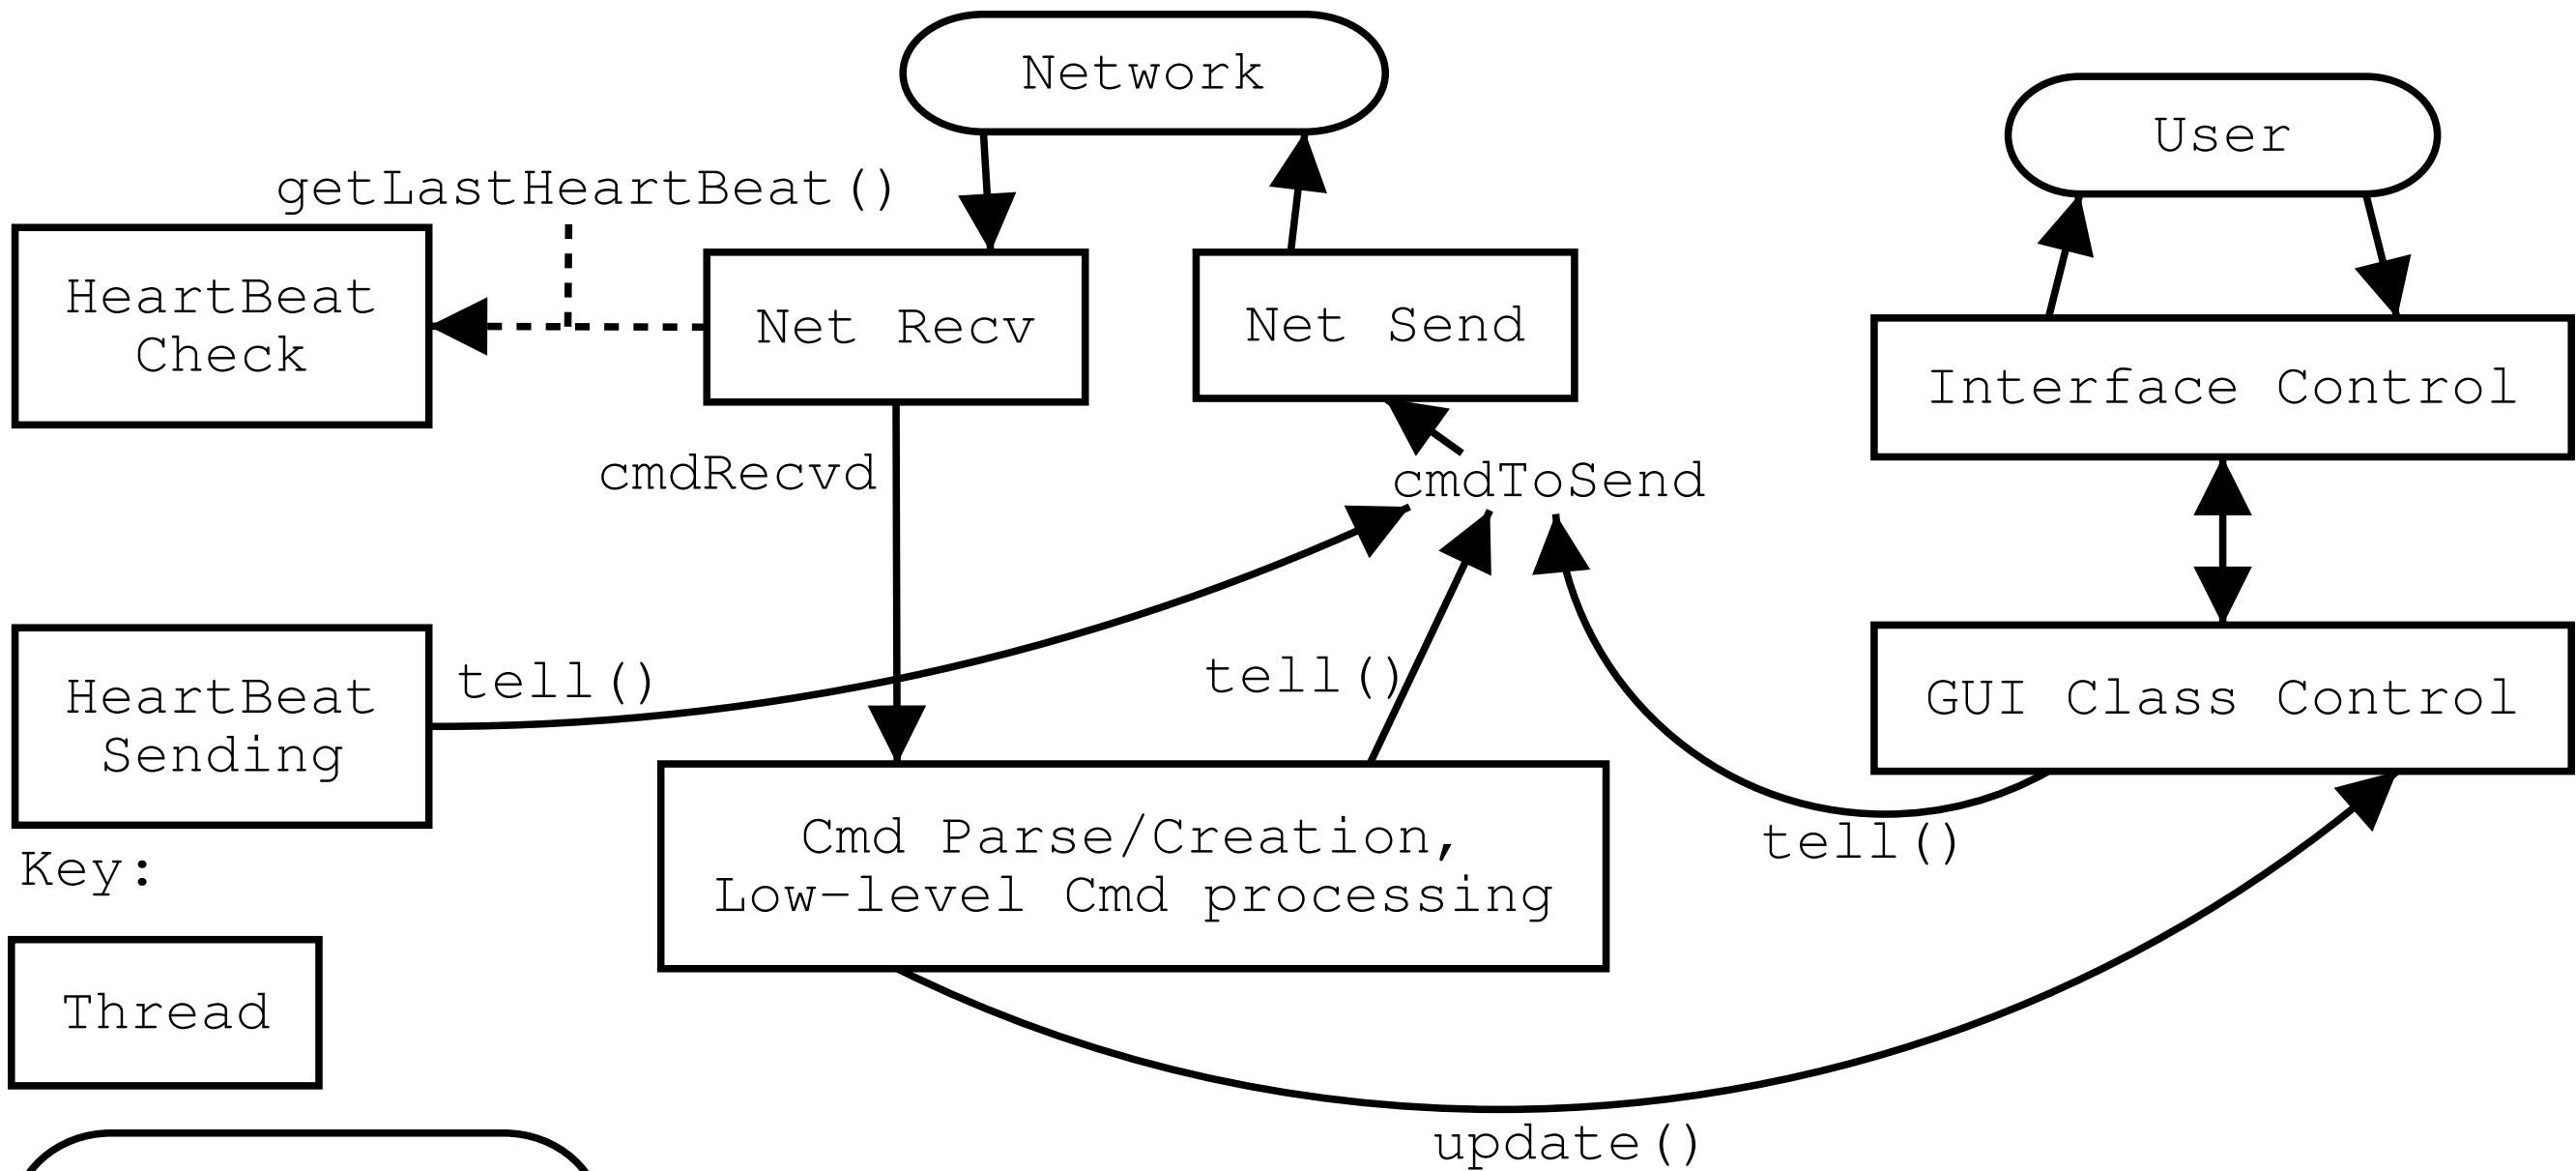 Network
User
getLastHeartBeat()
HeartBeat
Check
Net Recv
Net Send
Interface Control
cmdRecvd
cmdToSend
HeartBeat
Sending
tell()
tell()
GUI Class Control
Cmd Parse/Creation,
Low-level Cmd processing
tell()
Key:
Thread
update()